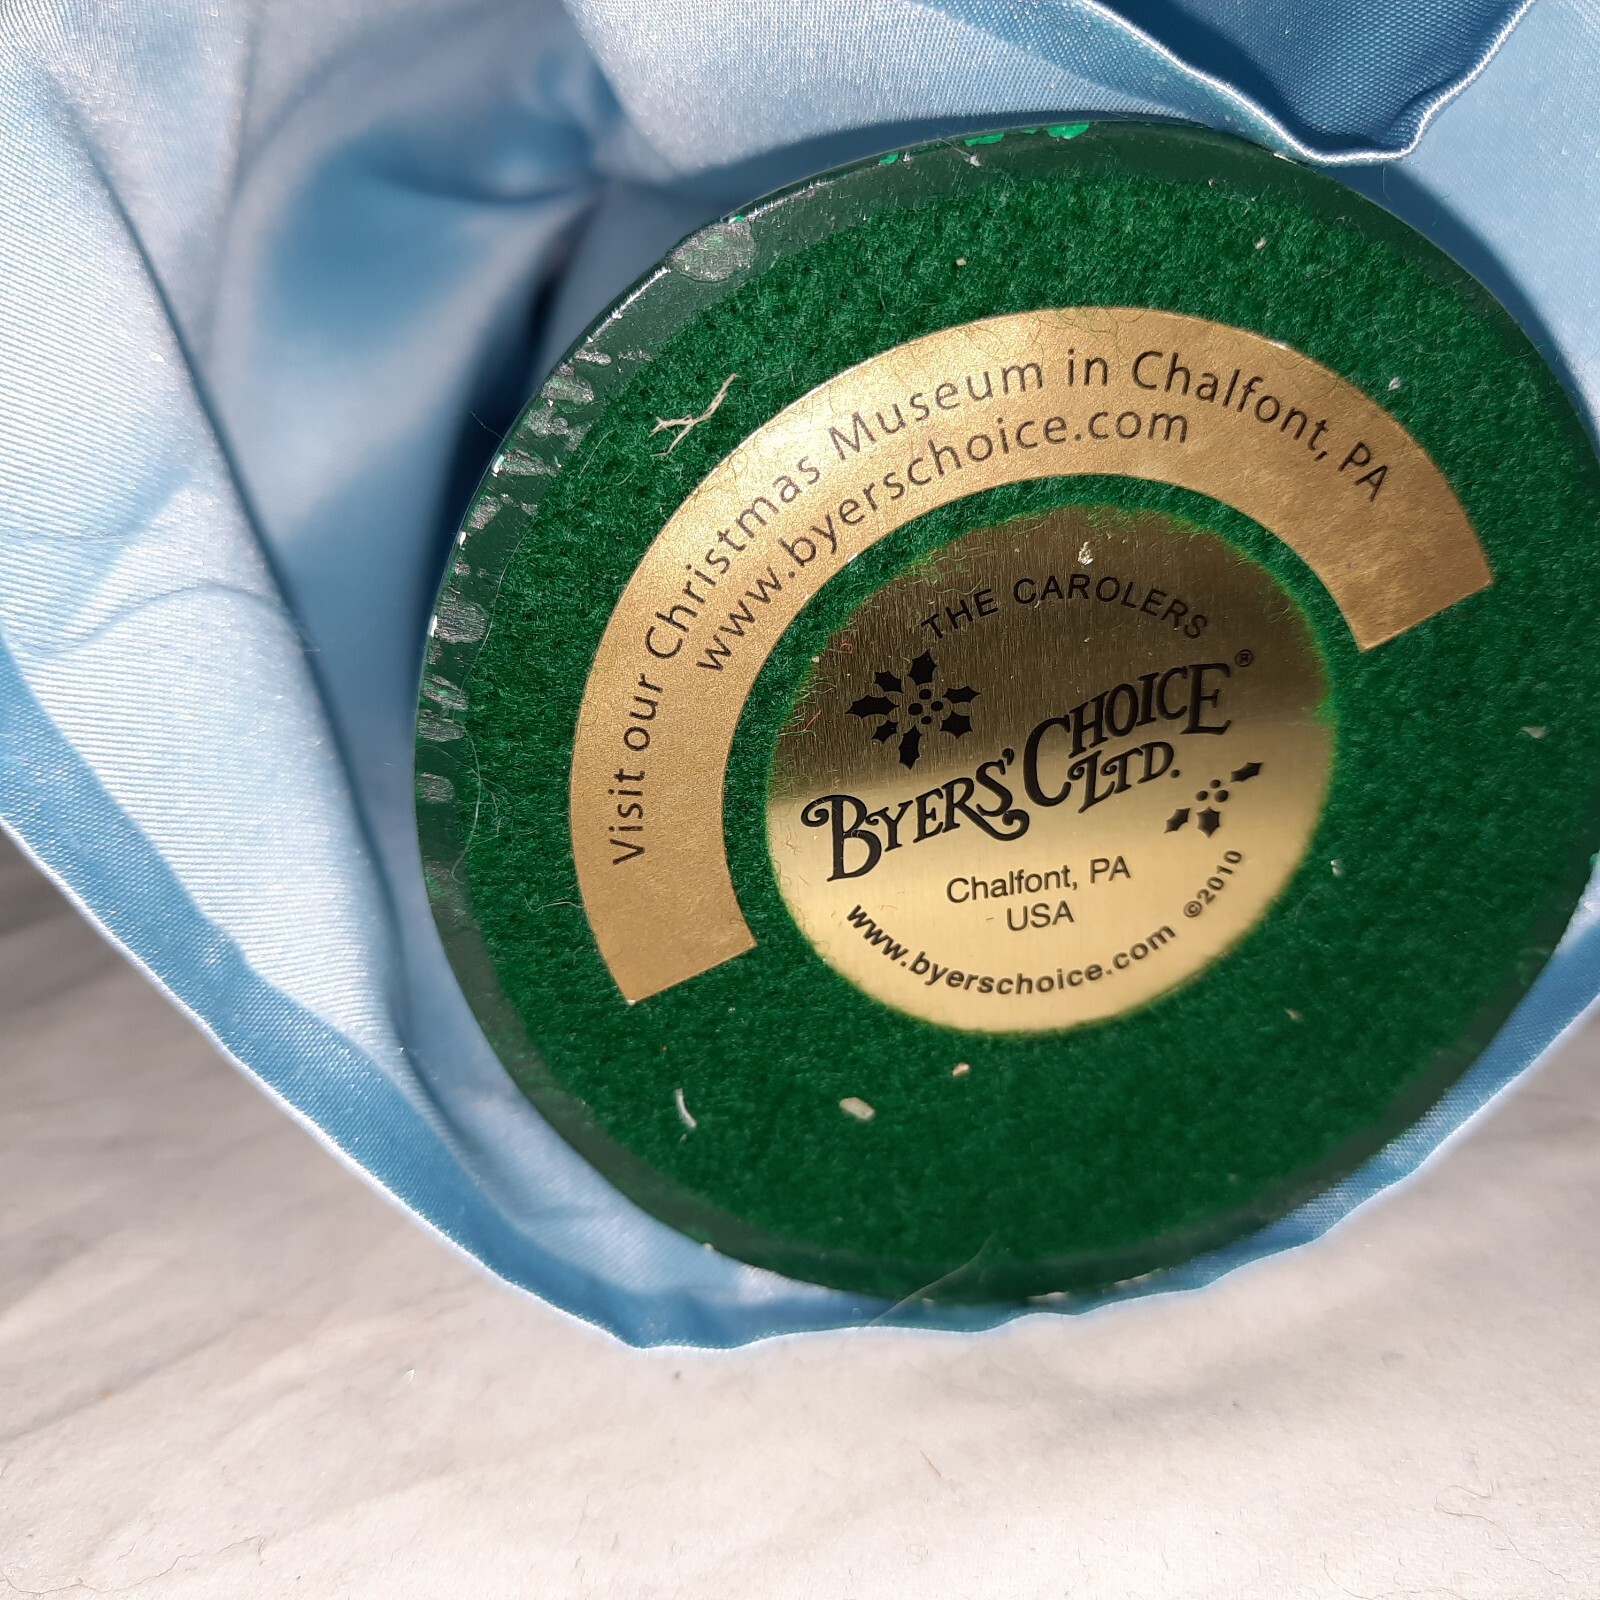 Visit our Christmas Museum in Chalfont, PA
www.byerschoice.com
THE CAROLERS
BYERS' CHOICE®
LTD.
Chalfont, PA
USA
www.byerschoice.com ©2010